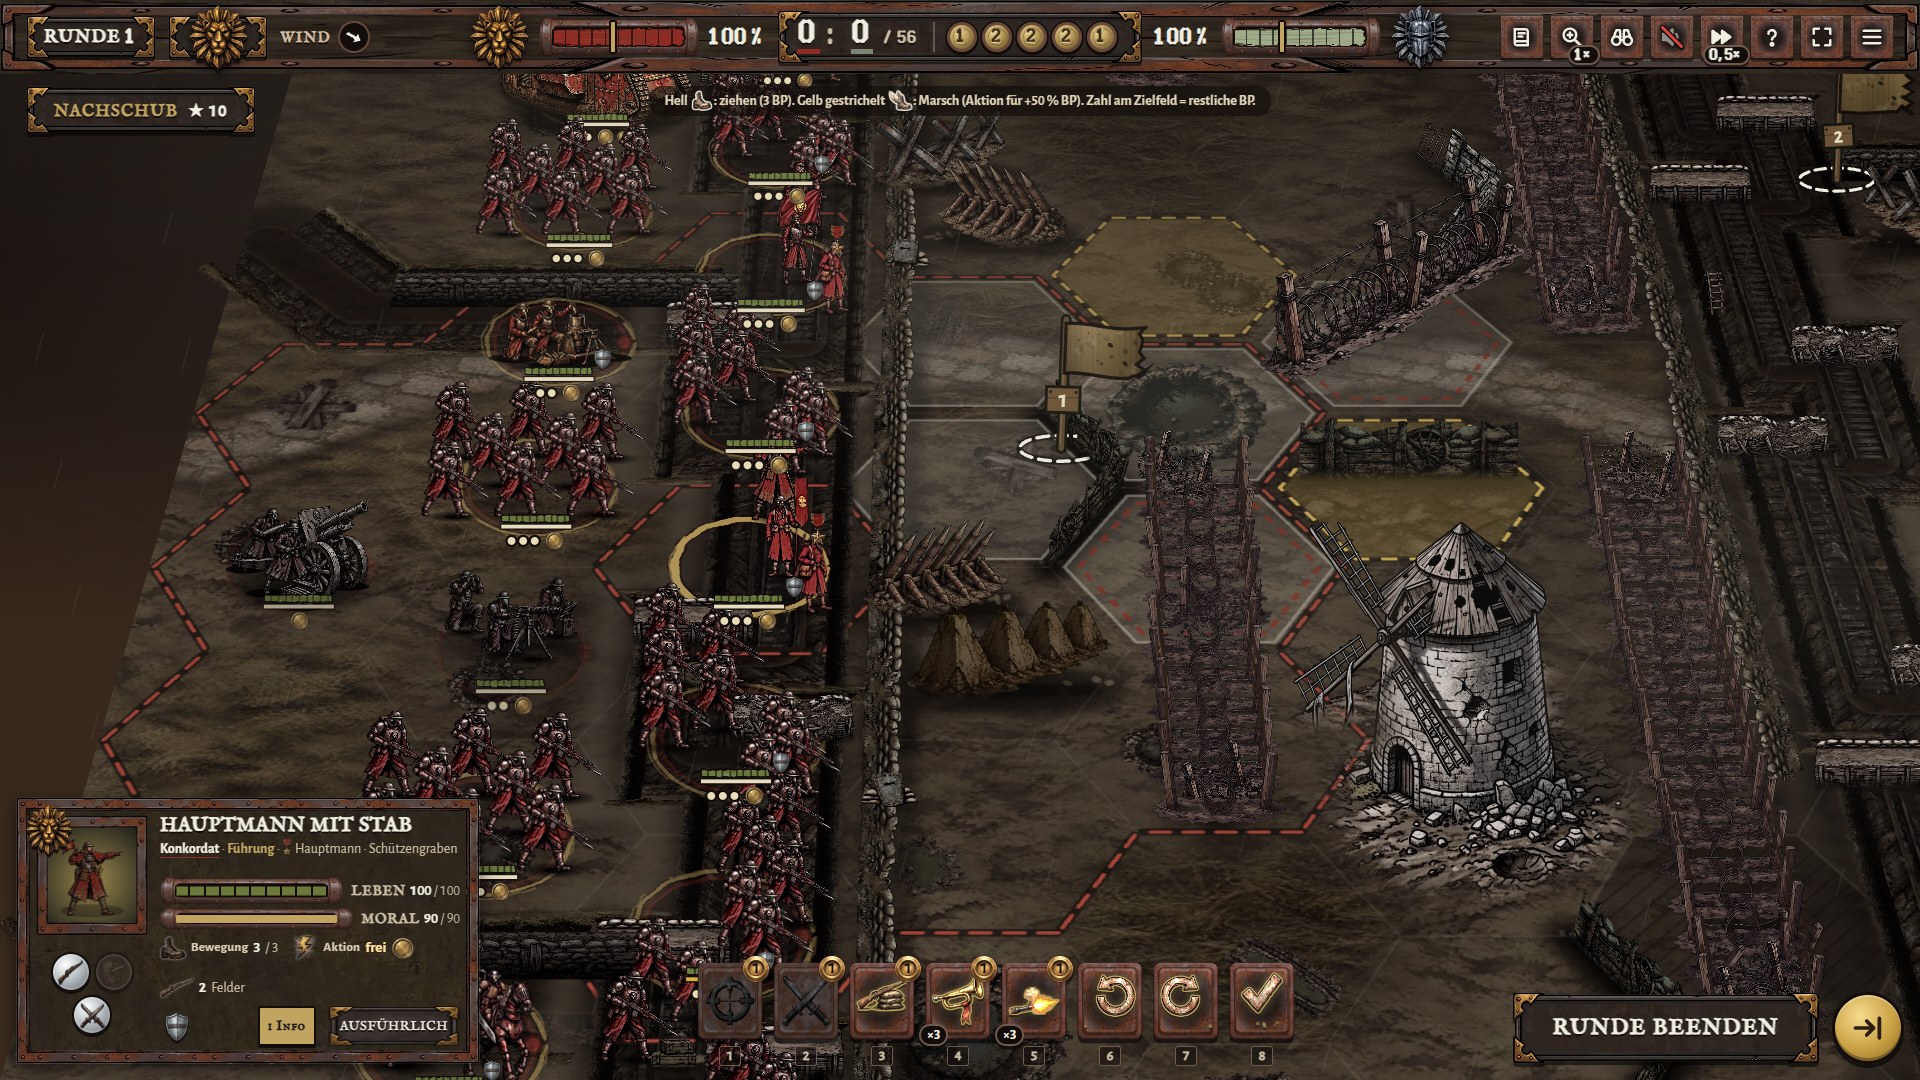 RUNDE 1
WIND
100 %
0 : 0 / 56
1 2 2 2 1
100 %
1×
0,5×
?
NACHSCHUB ★ 10
Hell : ziehen (3 BP). Gelb gestrichelt : Marsch (Aktion für +50 % BP). Zahl am Zielfeld = restliche BP.
2
1
HAUPTMANN MIT STAB
Konkordat · Führung · Hauptmann · Schützengraben
LEBEN 100/100
MORAL 90/90
Bewegung 3/3 Aktion frei
2 Felder
I INFO
AUSFÜHRLICH
1 1 1 1 1
×3 ×3
1 2 3 4 5 6 7 8
RUNDE BEENDEN